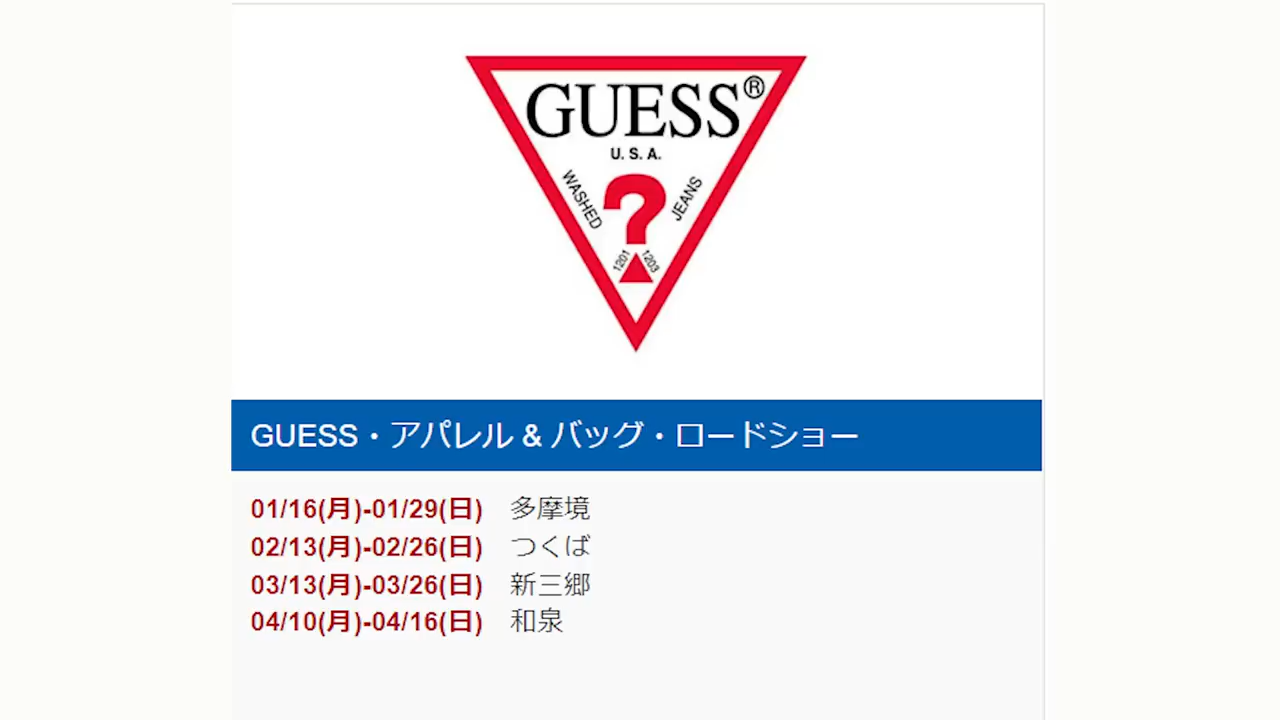 GUESS®
U. S. A.
WASHED
JEANS
1201
1203
GUESS・アパレル & バッグ・ロードショー
01/16(月)-01/29(日) 多摩境
02/13(月)-02/26(日) つくば
03/13(月)-03/26(日) 新三郷
04/10(月)-04/16(日) 和泉